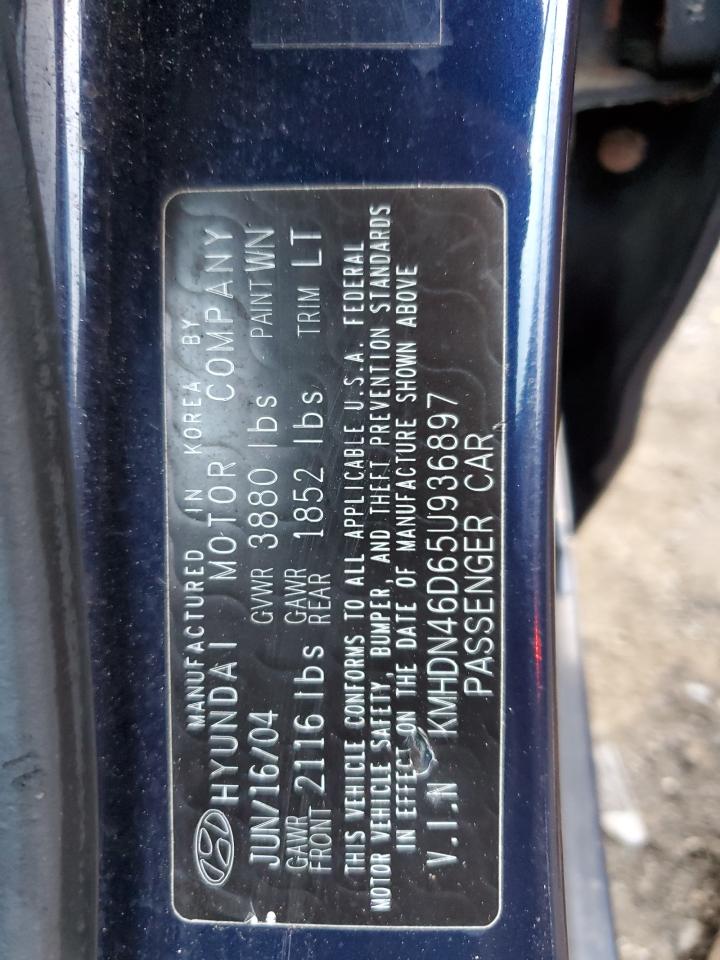 MANUFACTURED IN KOREA BY
HYUNDAI MOTOR COMPANY
JUN/16/04 GVWR 3880 lbs PAINT WN
GAWR FRONT 2116 lbs GAWR REAR 1852 lbs TRIM LT
THIS VEHICLE CONFORMS TO ALL APPLICABLE U.S.A. FEDERAL
MOTOR VEHICLE SAFETY, BUMPER, AND THEFT PREVENTION STANDARDS
IN EFFECT ON THE DATE OF MANUFACTURE SHOWN ABOVE
V.I.N KMHDN46D65U936897
PASSENGER CAR